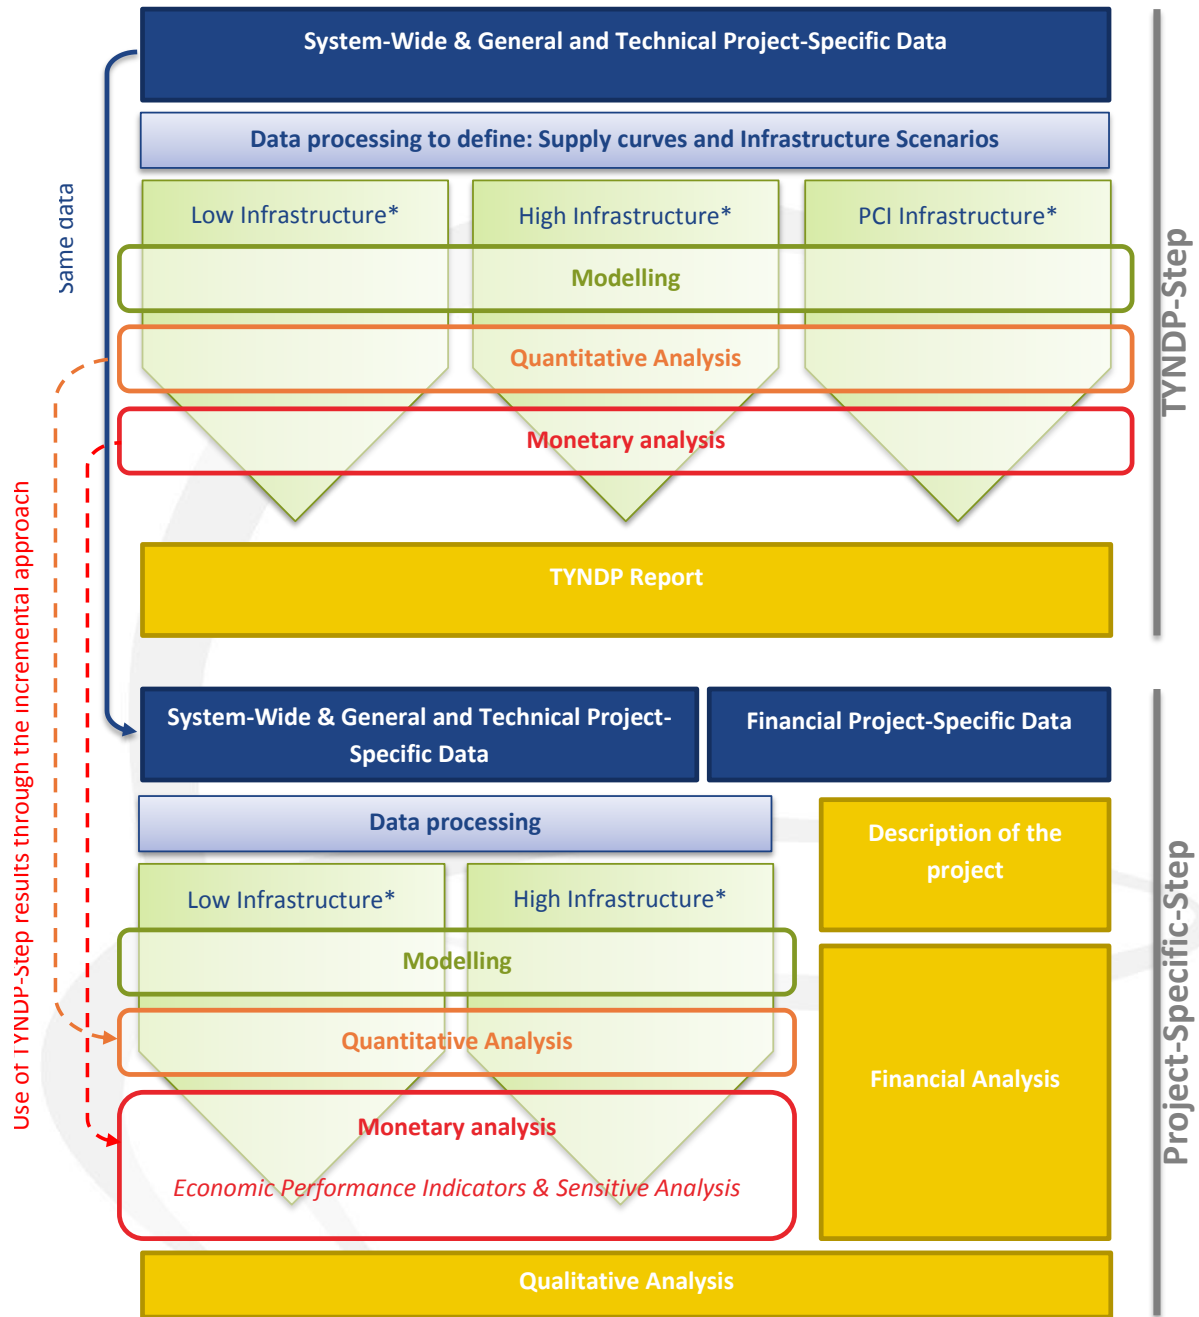 System-Wide & General and Technical Project-Specific Data
Data processing to define: Supply curves and Infrastructure Scenarios
Low Infrastructure*
High Infrastructure*
PCI Infrastructure*
Modelling
Quantitative Analysis
Monetary analysis
TYNDP Report
TYNDP-Step
Same data
Use of TYNDP-Step results through the incremental approach
System-Wide & General and Technical Project-
Specific Data
Financial Project-Specific Data
Data processing
Description of the
project
Low Infrastructure*
High Infrastructure*
Modelling
Quantitative Analysis
Financial Analysis
Monetary analysis
Economic Performance Indicators & Sensitive Analysis
Qualitative Analysis
Project-Specific-Step